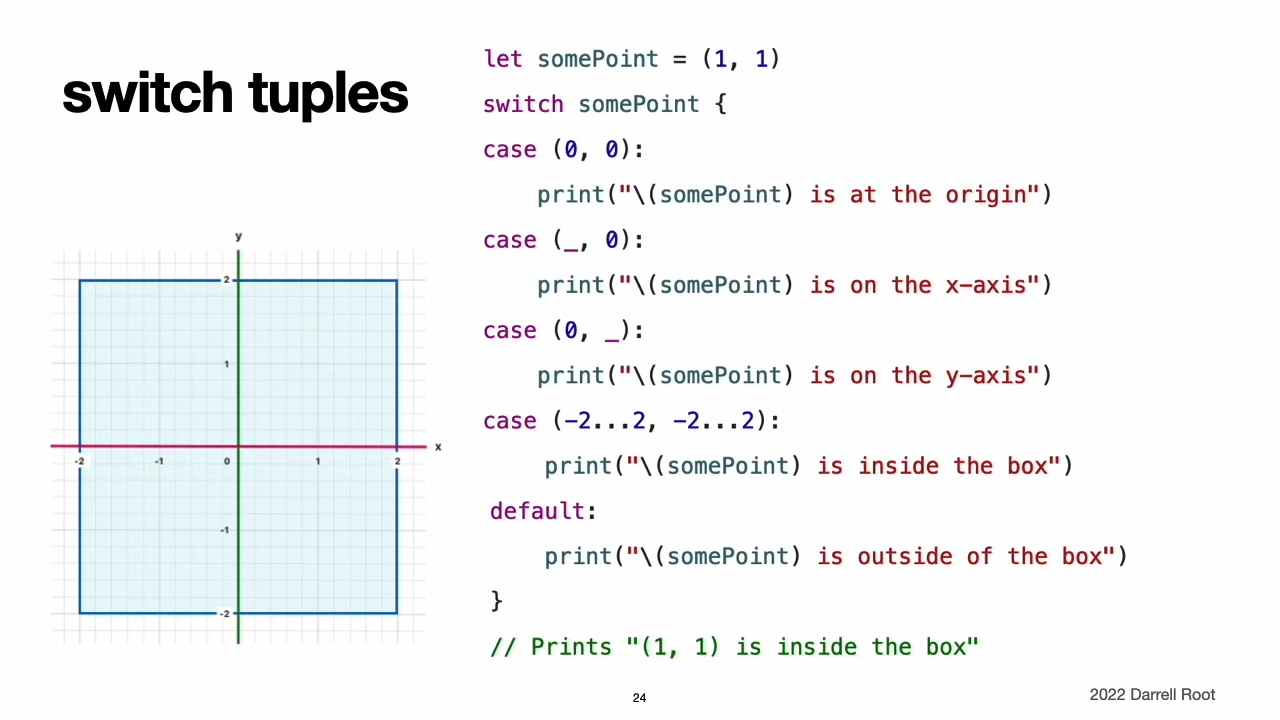 switch tuples
let somePoint = (1, 1)
switch somePoint {
case (0, 0):
print("\(somePoint) is at the origin")
case (_, 0):
print("\(somePoint) is on the x-axis")
case (0, _):
print("\(somePoint) is on the y-axis")
case (-2...2, -2...2):
print("\(somePoint) is inside the box")
default:
print("\(somePoint) is outside of the box")
}
// Prints "(1, 1) is inside the box"
y
2
1
x
-2 -1 0 1 2
-1
-2
24
2022 Darrell Root